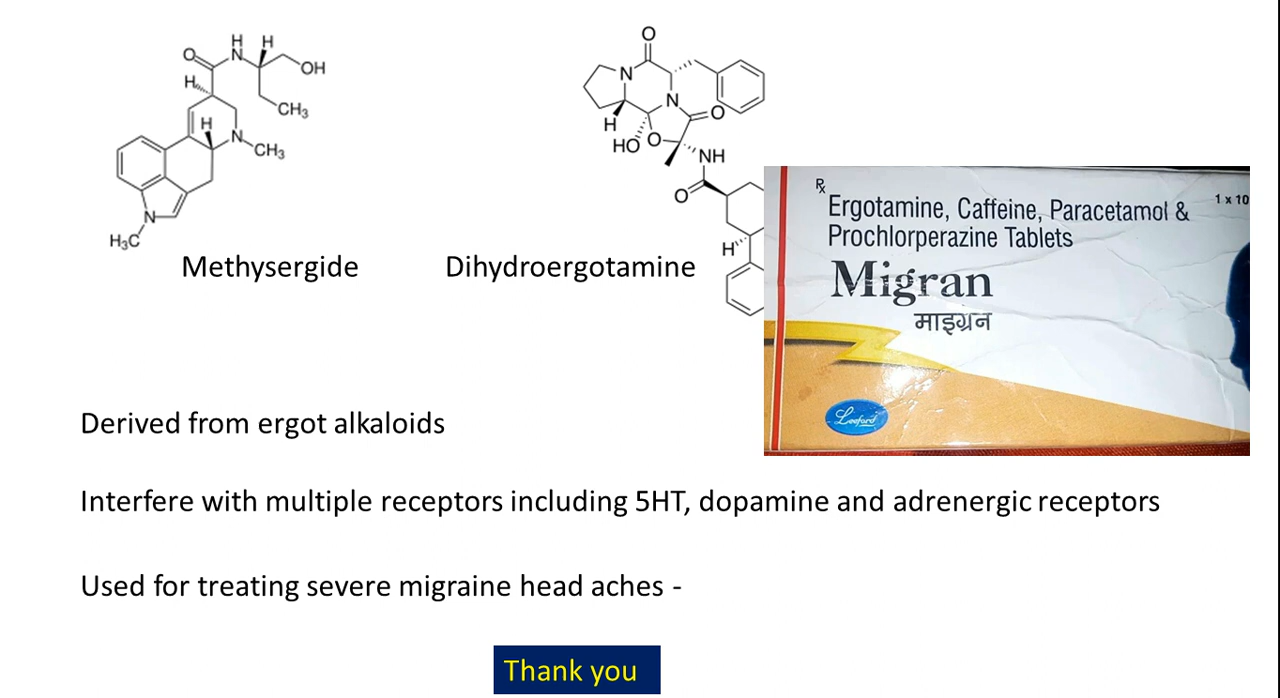 O
H
H
N
OH
H
CH3
H
N
CH3
N
H3C
Methysergide
O
N
N
O
H
HO
O
NH
O
H
Dihydroergotamine
Rx
Ergotamine, Caffeine, Paracetamol &
Prochlorperazine Tablets
1 x 10
Migran
माइग्रन
Leeford
Derived from ergot alkaloids
Interfere with multiple receptors including 5HT, dopamine and adrenergic receptors
Used for treating severe migraine head aches -
Thank you